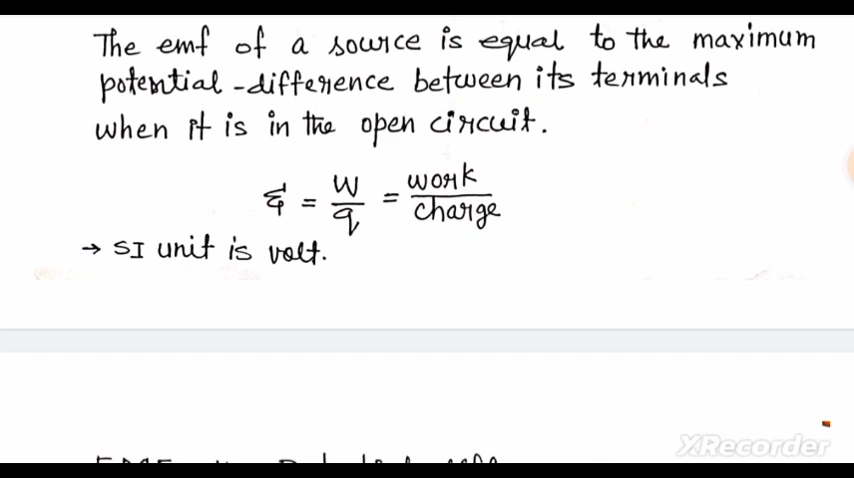 The emf of a source is equal to the maximum
potential-difference between its terminals
when it is in the open circuit.
ξ = W/q = work/charge
→ SI unit is volt.
XRecorder